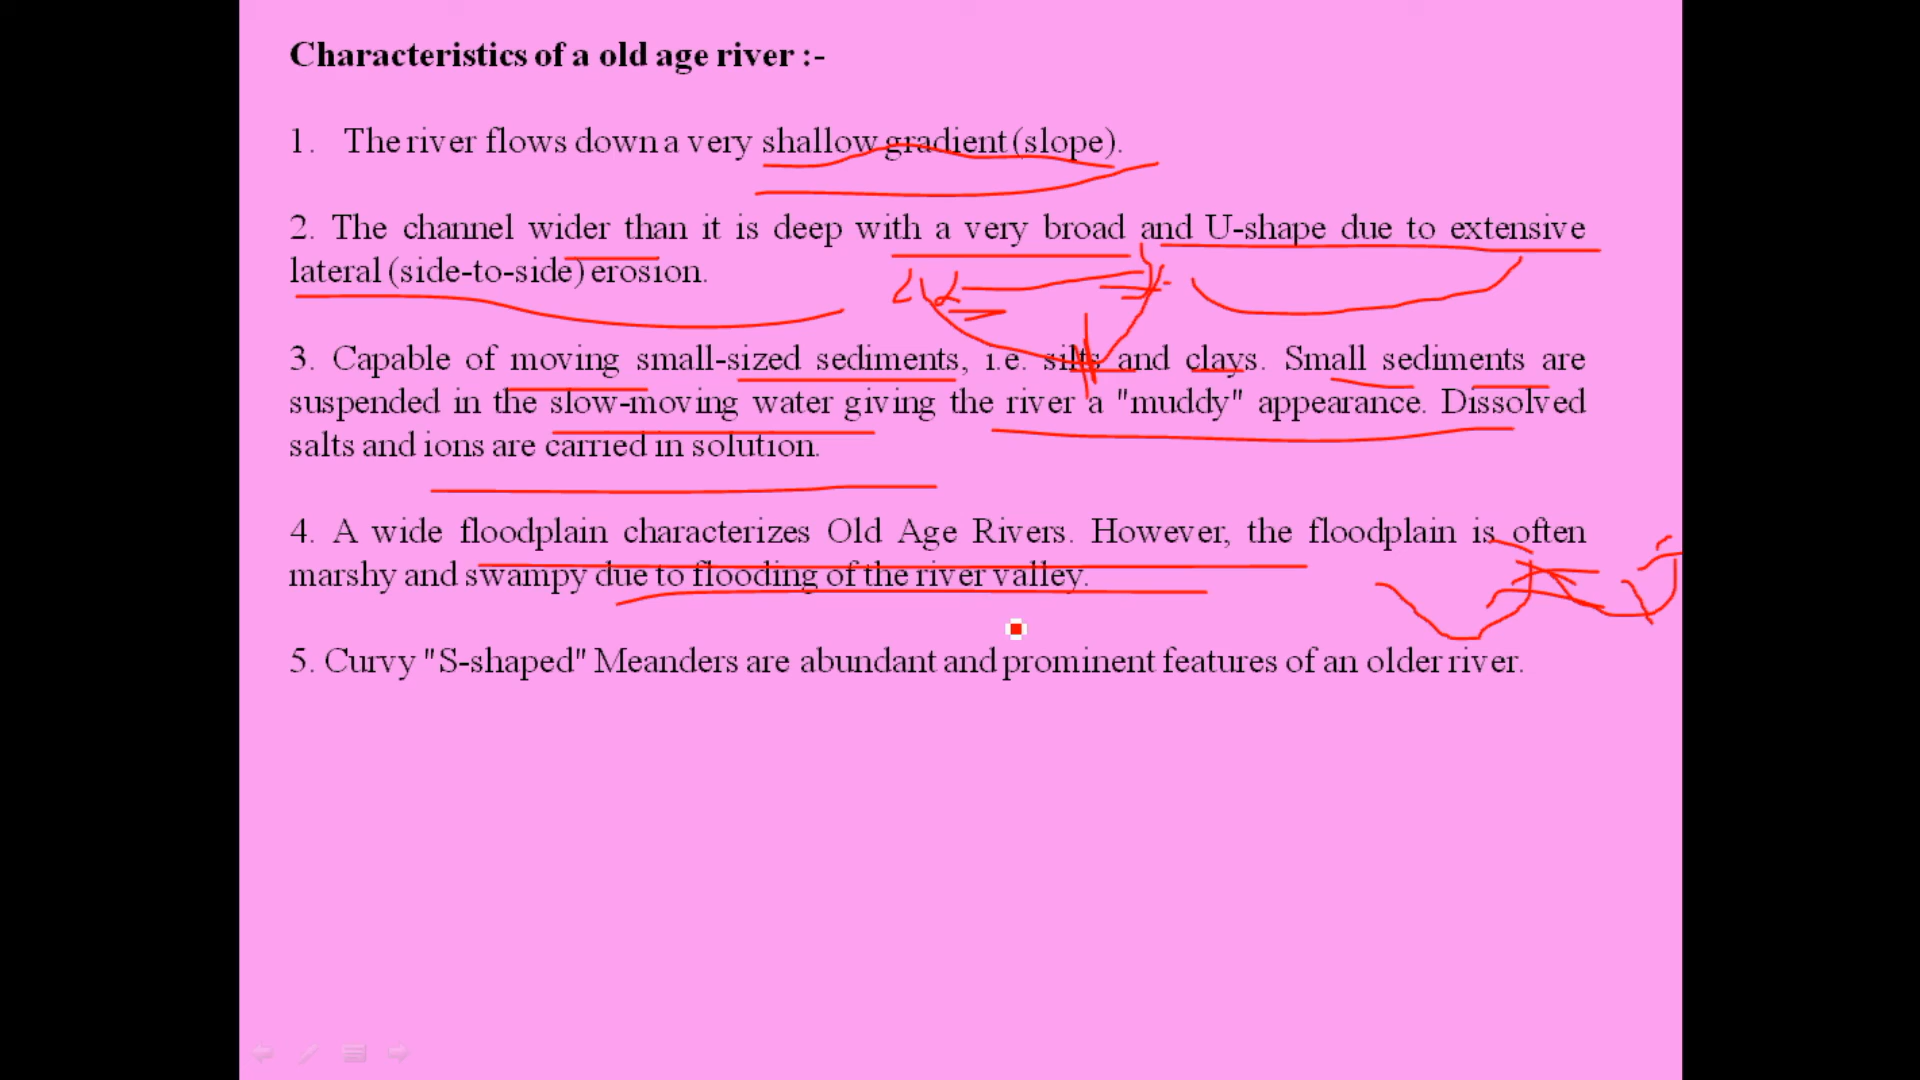 Characteristics of a old age river :-
1. The river flows down a very shallow gradient (slope).
2. The channel wider than it is deep with a very broad and U-shape due to extensive
lateral (side-to-side) erosion.
3. Capable of moving small-sized sediments, i.e. silts and clays. Small sediments are
suspended in the slow-moving water giving the river a "muddy" appearance. Dissolved
salts and ions are carried in solution.
4. A wide floodplain characterizes Old Age Rivers. However, the floodplain is often
marshy and swampy due to flooding of the river valley.
5. Curvy "S-shaped" Meanders are abundant and prominent features of an older river.